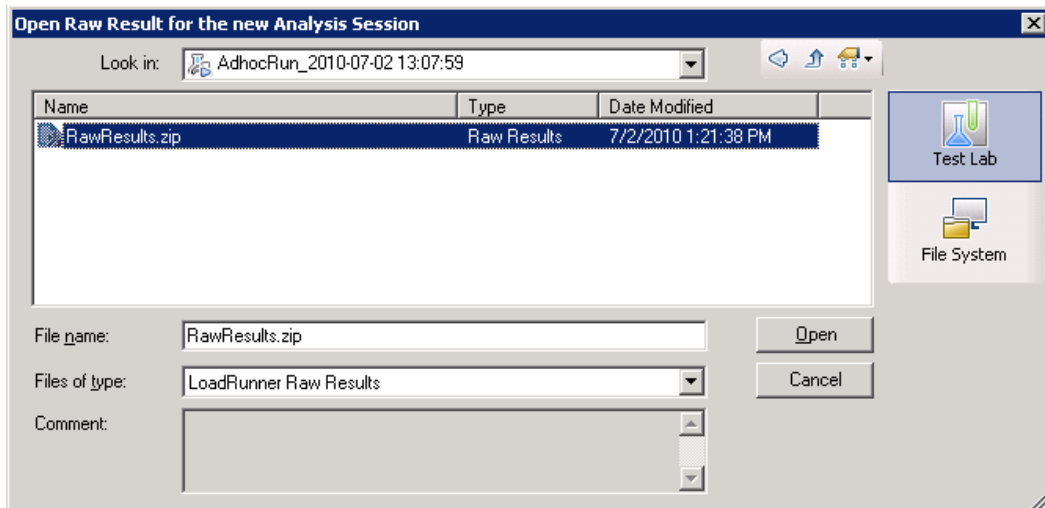 Open Raw Result for the new Analysis Session
Look in: AdhocRun_2010-07-02 13:07:59
Name Type Date Modified
RawResults.zip Raw Results 7/2/2010 1:21:38 PM
Test Lab
File System
File name: RawResults.zip Open
Files of type: LoadRunner Raw Results Cancel
Comment: